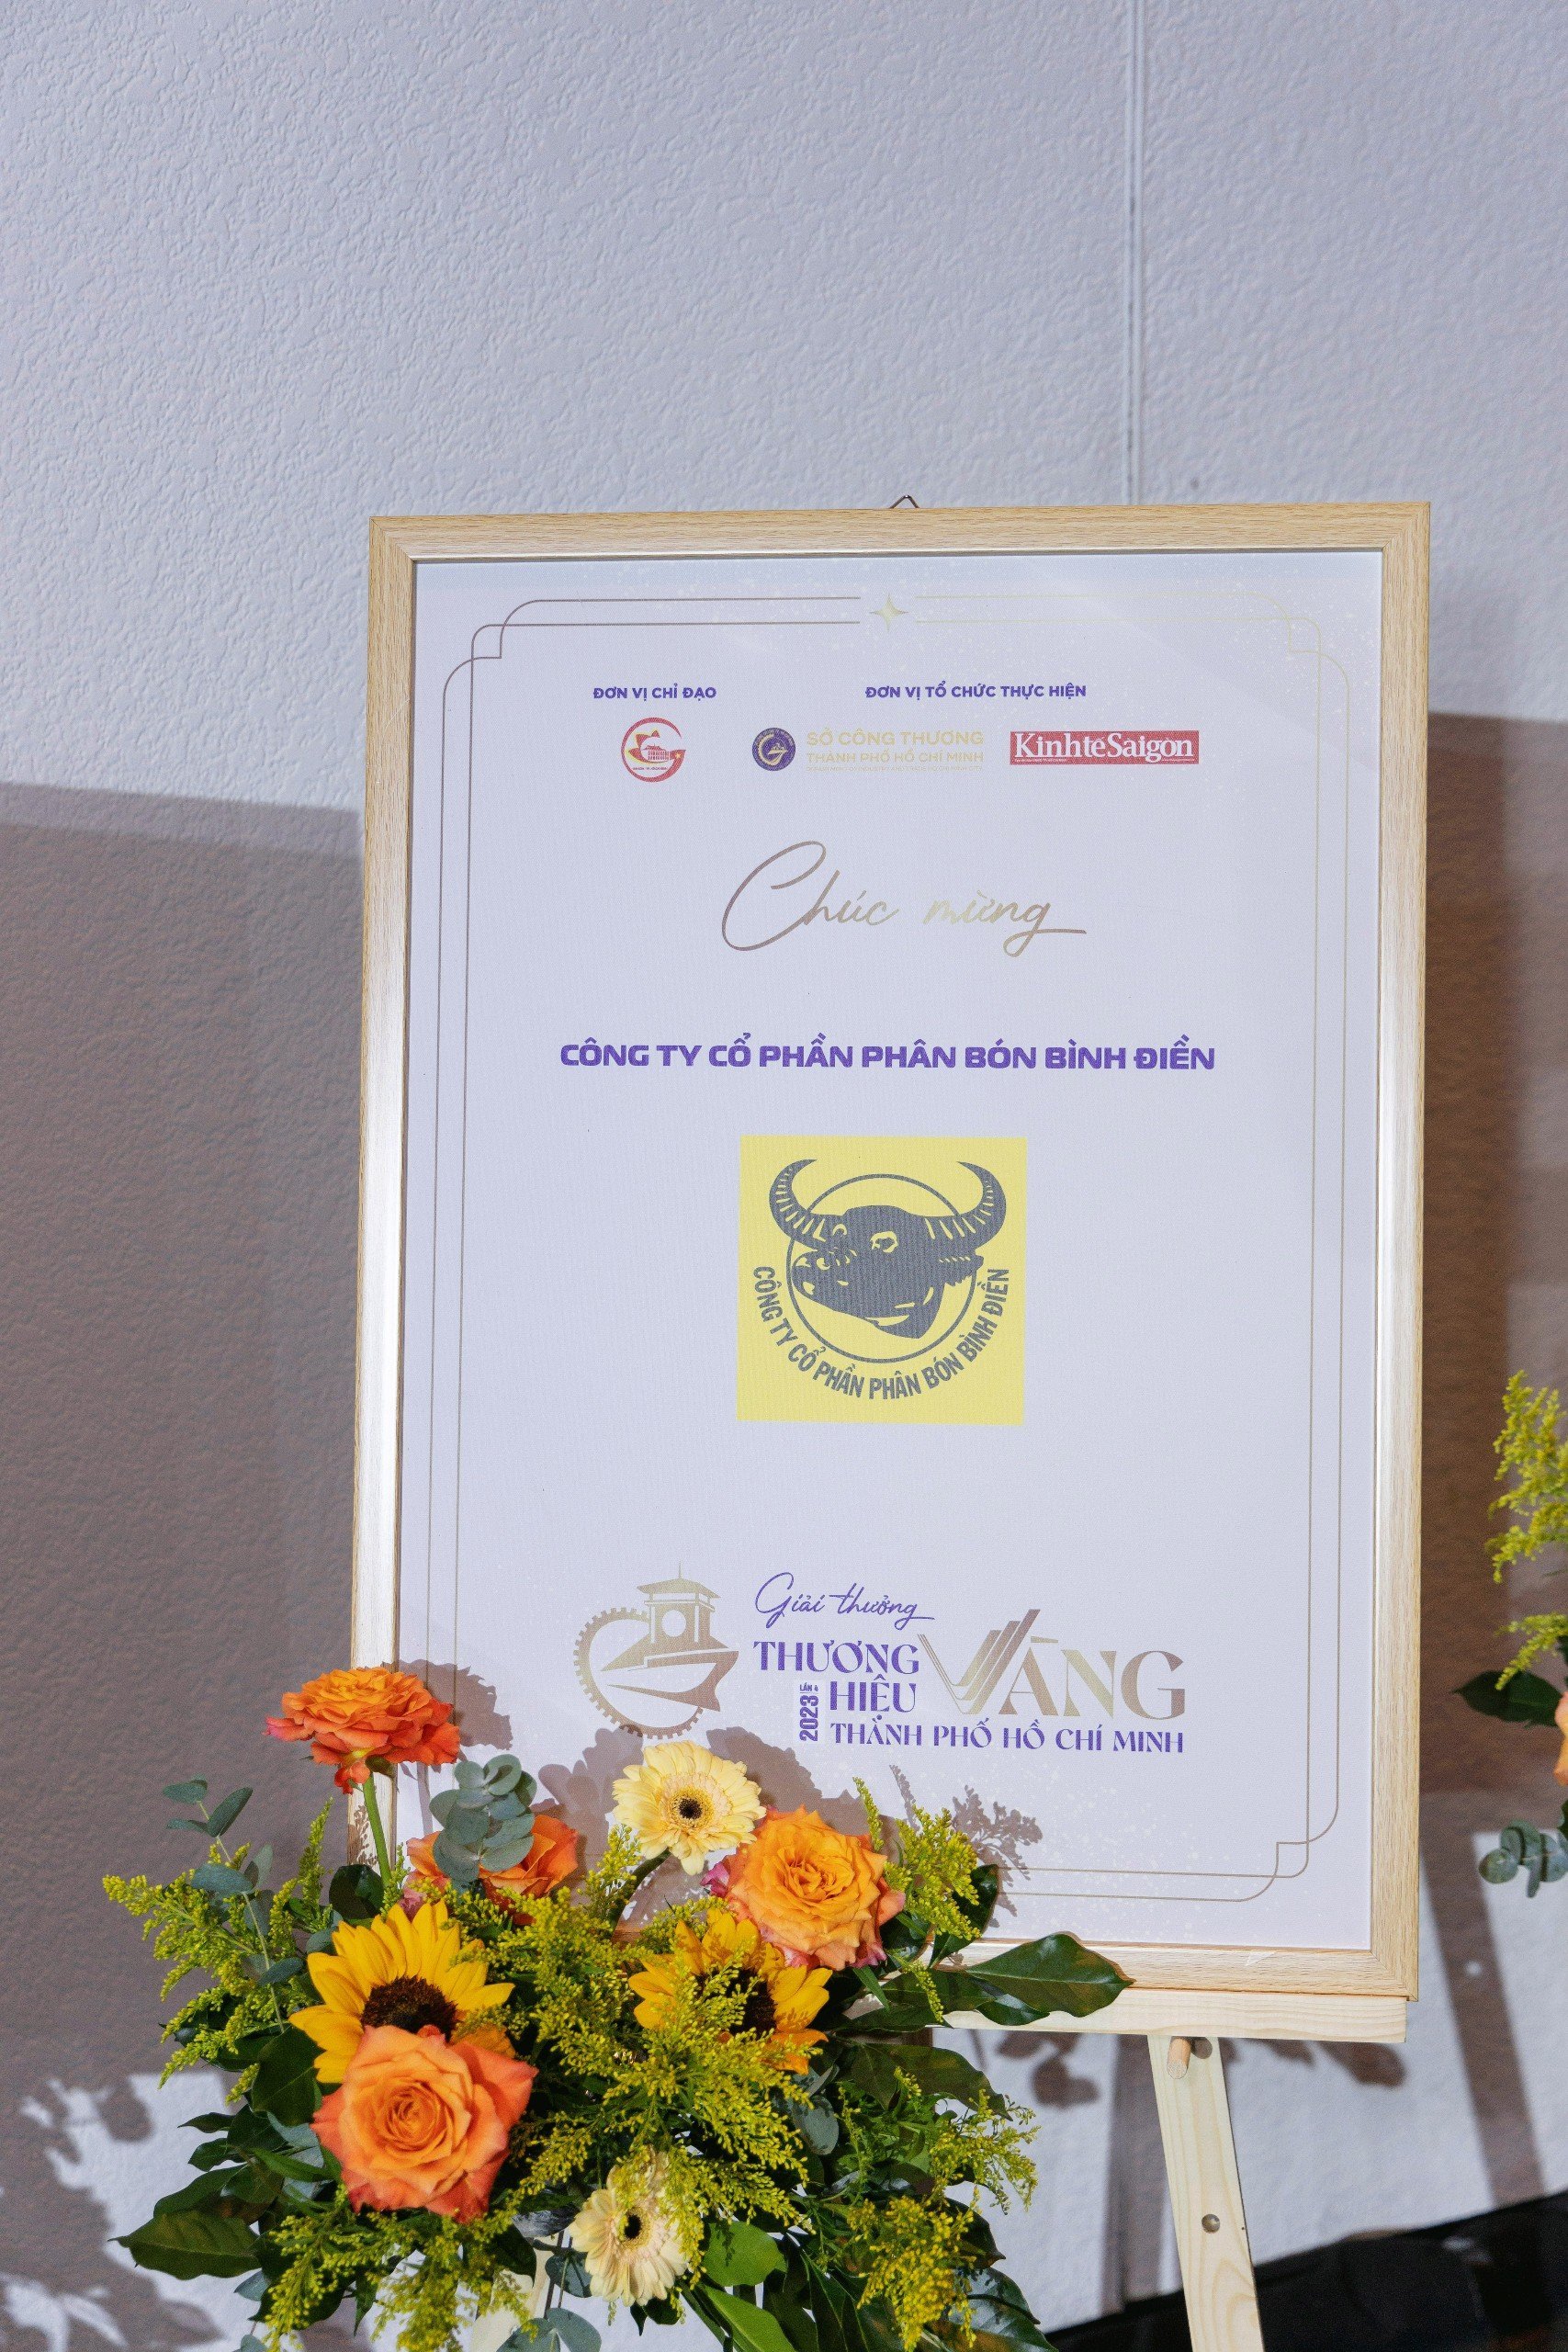 ĐƠN VỊ CHỈ ĐẠO
ĐƠN VỊ TỔ CHỨC THỰC HIỆN
SỞ CÔNG THƯƠNG
THÀNH PHỐ HỒ CHÍ MINH
KinhteSaigon
Chúc mừng
CÔNG TY CỔ PHẦN PHÂN BÓN BÌNH ĐIỀN
CÔNG TY CỔ PHẦN PHÂN BÓN BÌNH ĐIỀN
Giải thưởng
THƯƠNG
HIỆU
VÀNG
LẦN
2023
THÀNH PHỐ HỒ CHÍ MINH